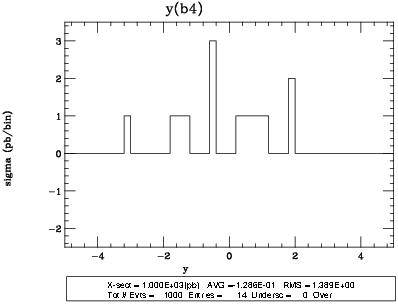 y(b4)
sigma (pb/bin)
3
2
1
0
-1
-2
-4 -2 0 2 4
y
X-sect = 1.000E+03(pb) AVG =-1.286E-01 RMS = 1.389E+00
Tot # Evts = 1000 Entries = 14 Undersc = 0 Over